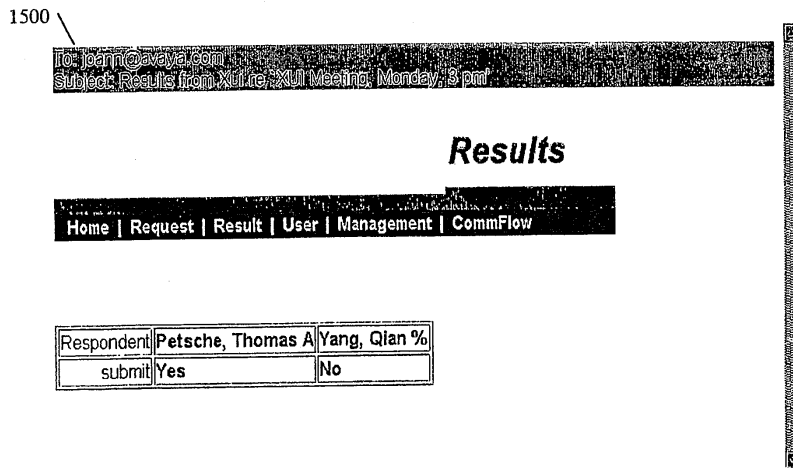 1500
To: joann@avaya.com
Subject: Results from XUI re: 'XUI Meeting, Monday, 3 pm'
Results
Home | Request | Result | User | Management | CommFlow
Respondent Petsche, Thomas A Yang, Qian %
submit Yes No